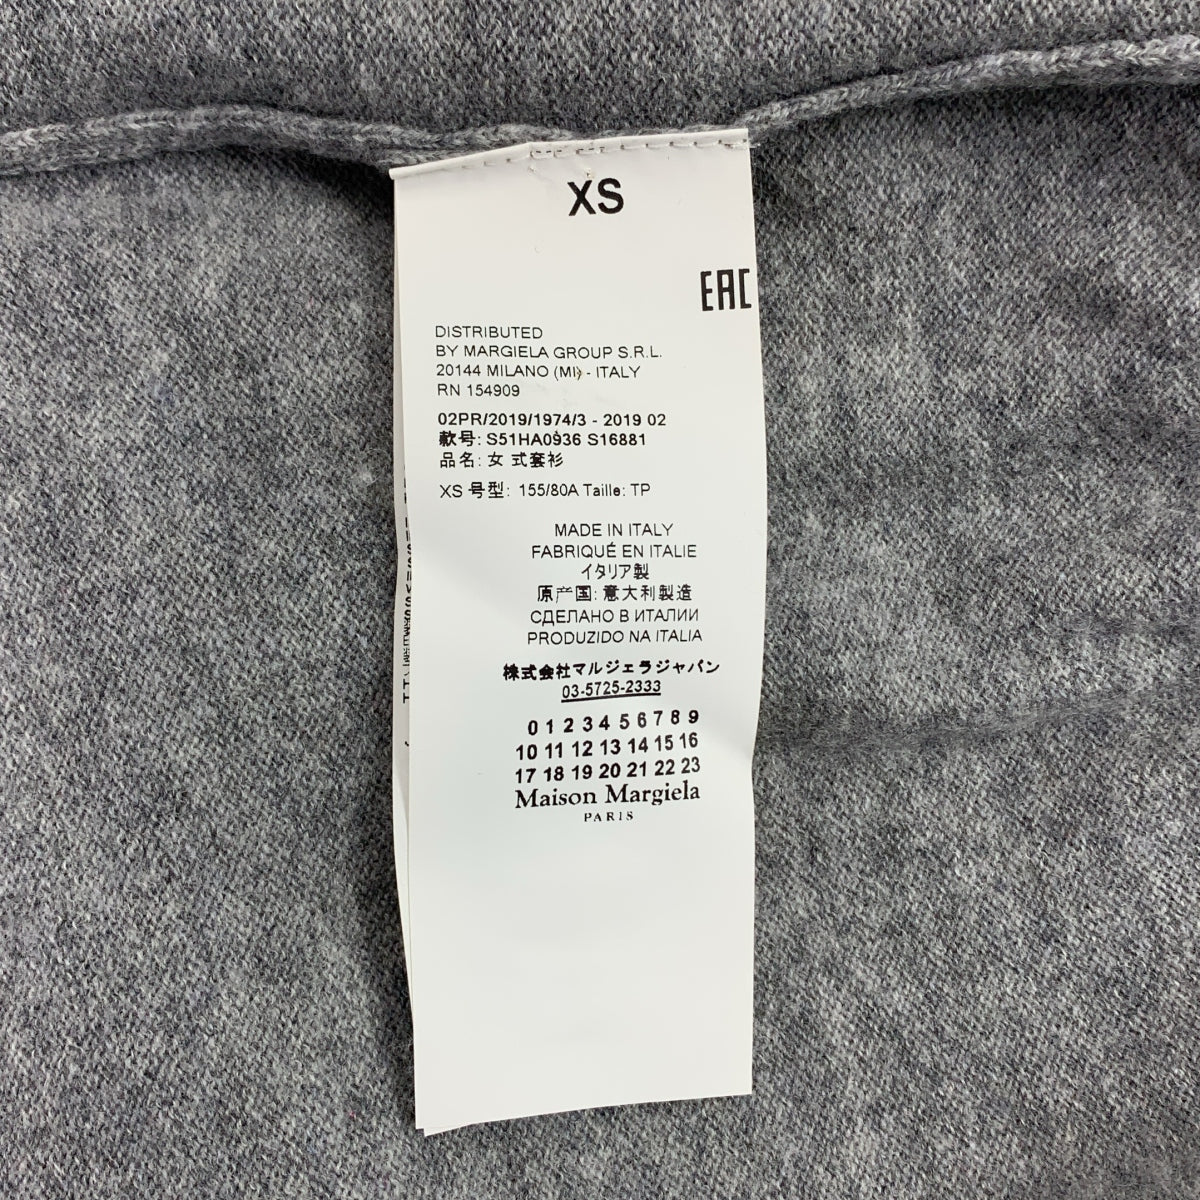 XS
EAC
DISTRIBUTED
BY MARGIELA GROUP S.R.L.
20144 MILANO (MI) - ITALY
RN 154909
02PR/2019/1974/3 - 2019 02
款号: S51HA0936 S16881
品名: 女 式套衫
XS 号型: 155/80A Taille: TP
MADE IN ITALY
FABRIQUÉ EN ITALIE
イタリア製
原产国: 意大利製造
СДЕЛАНО В ИТАЛИИ
PRODUZIDO NA ITALIA
株式会社マルジェラジャパン
03-5725-2333
0 1 2 3 4 5 6 7 8 9
10 11 12 13 14 15 16
17 18 19 20 21 22 23
Maison Margiela
PARIS